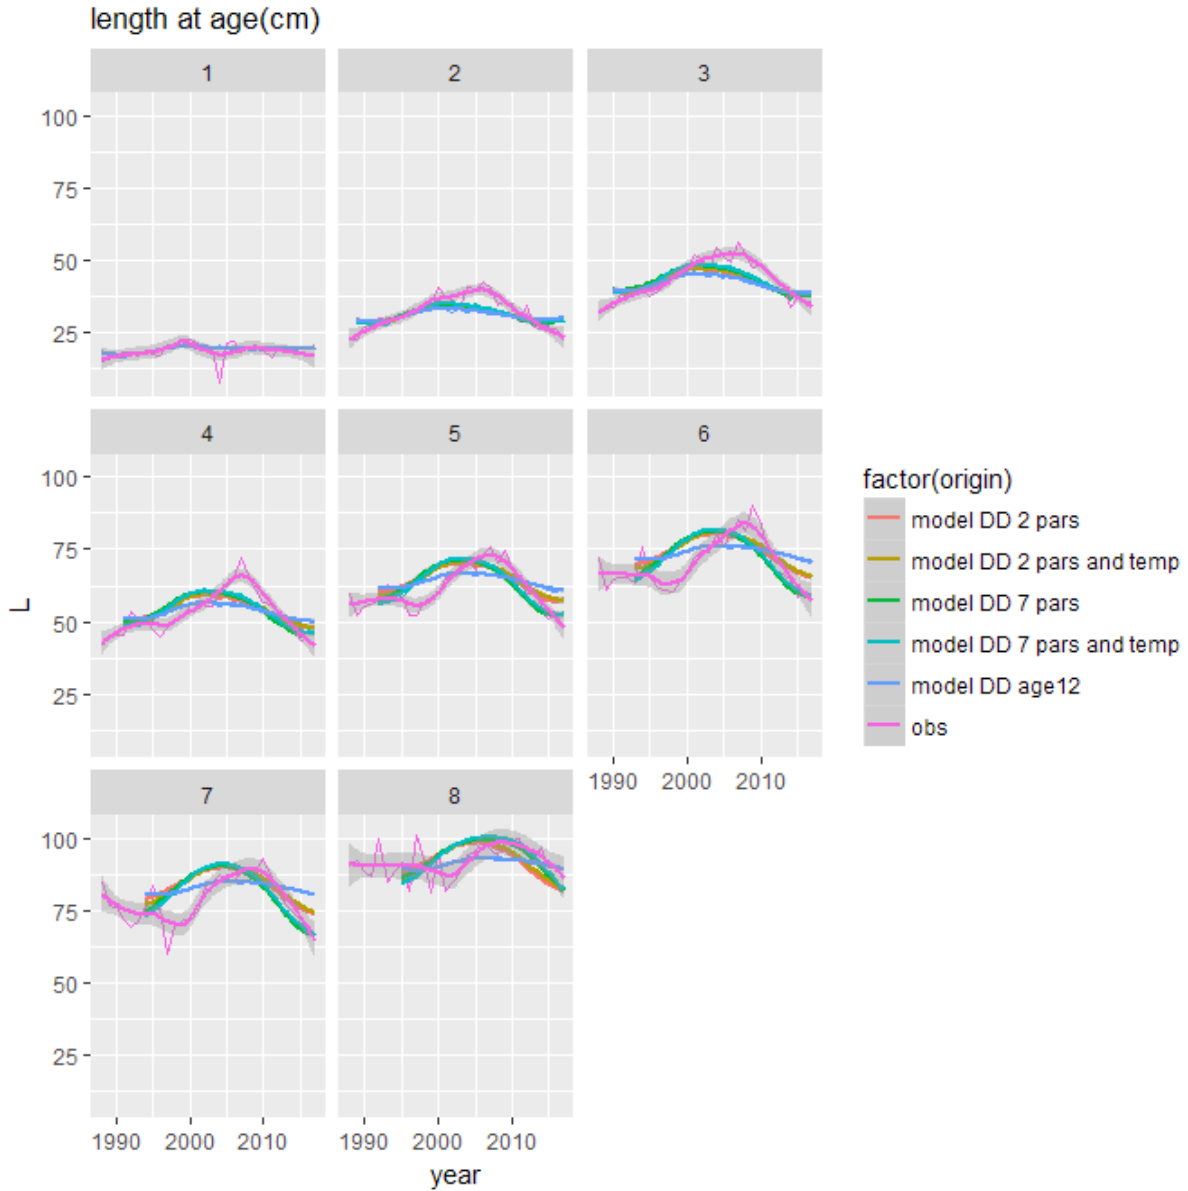 length at age(cm)
1
2
3
100
75
50
25
4
5
6
100
75
50
25
1990
2000
2010
7
8
100
75
50
25
1990
2000
2010
1990
2000
2010
year
L
factor(origin)
model DD 2 pars
model DD 2 pars and temp
model DD 7 pars
model DD 7 pars and temp
model DD age12
obs